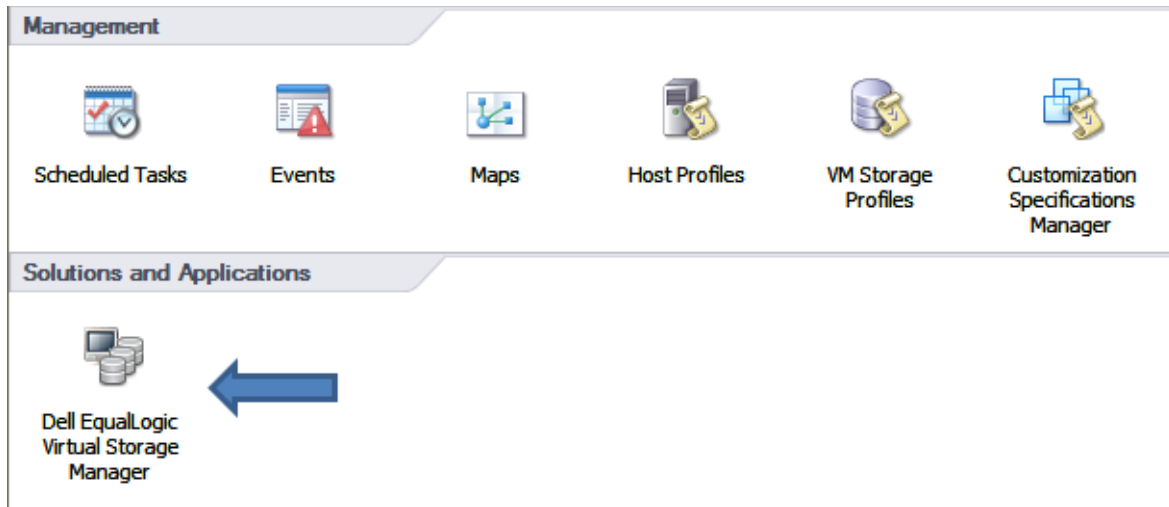 Management
Scheduled Tasks
Events
Maps
Host Profiles
VM Storage
Profiles
Customization
Specifications
Manager
Solutions and Applications
Dell EqualLogic
Virtual Storage
Manager